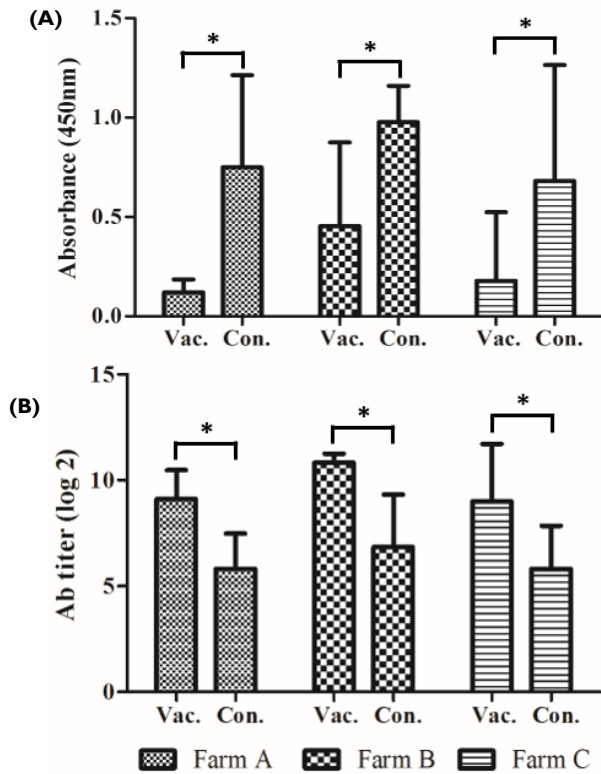 (A)
Absorbance (450nm)
1.5
1.0
0.5
0.0
* * *
Vac. Con. Vac. Con. Vac. Con.
(B)
Ab titer (log 2)
15
10
5
0
* * *
Vac. Con. Vac. Con. Vac. Con.
Farm A Farm B Farm C